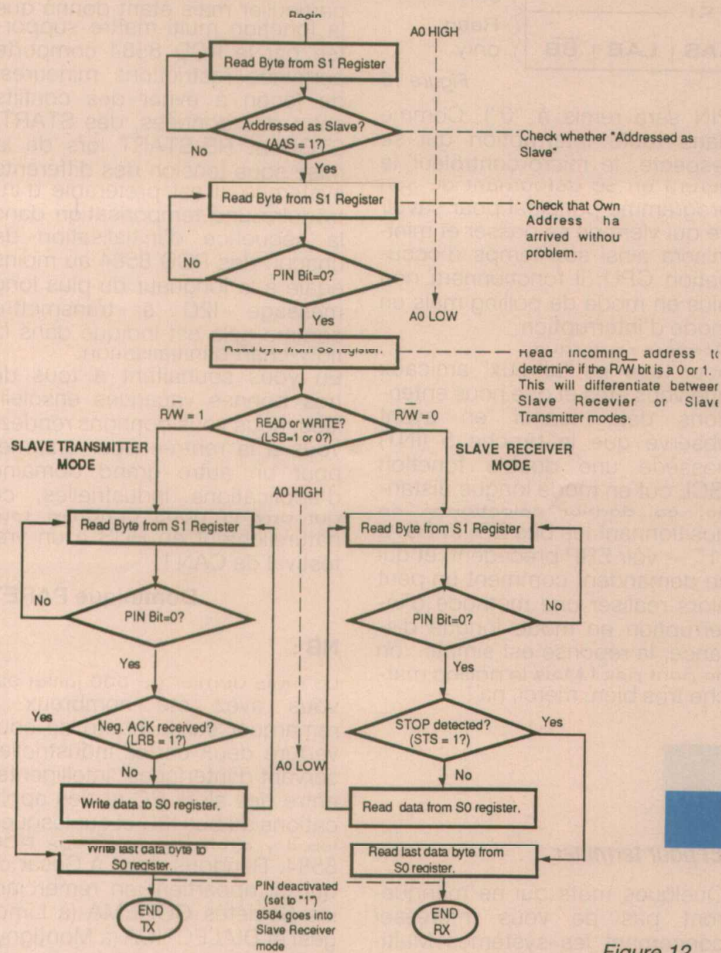 Begin
A0 HIGH
Read Byte from S1 Register
Addressed as Slave?
(AAS = 1?)
No
Yes
Check whether "Addressed as
Slave"
Read Byte from S1 Register
Check that Own
Address ha
arrived withou
problem.
No
PIN Bit=0?
Yes
A0 LOW
Read byte from S0 register.
Read incoming address to
determine if the R/W bit is a 0 or 1.
This will differentiate between
Slave Recevier or Slave
Transmitter modes.
R/W = 1
READ or WRITE?
(LSB=1 or 0?)
R/W =0
SLAVE TRANSMITTER
MODE
SLAVE RECEIVER
MODE
A0 HIGH
Read Byte from S1 Register
Read Byte from S1 Register
No
PIN Bit=0?
PIN Bit=0?
No
Yes
Yes
Yes
Neg. ACK received?
(LRB = 1?)
STOP detected?
(STS = 1?)
Yes
No
A0 LOW
No
Write data to S0 register.
Read data from S0 register.
Write last data byte to
S0 register.
Read last data byte from
S0 register.
PIN deactivated
(set to "1")
8584 goes into
Slave Receiver
mode
END
TX
END
RX
Figure 12